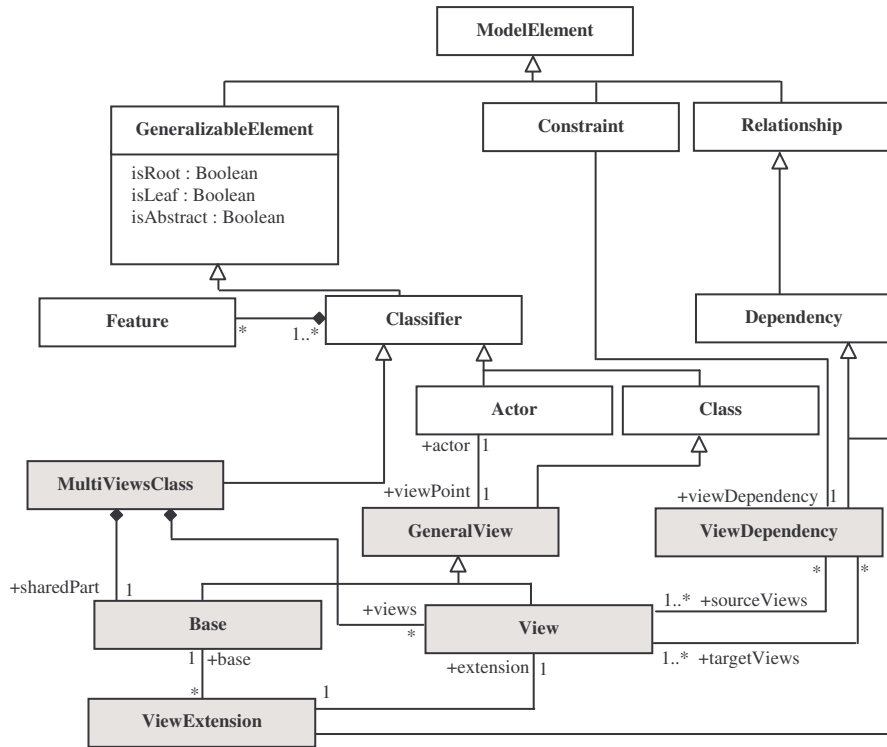 ModelElement
GeneralizableElement
Constraint
Relationship
isRoot : Boolean
isLeaf : Boolean
isAbstract : Boolean
Feature
*
1..*
Classifier
Dependency
Actor
Class
+actor
1
MultiViewsClass
+viewPoint
1
+viewDependency
1
GeneralView
ViewDependency
+sharedPart
1
*
*
+views
*
1..*
+sourceViews
Base
View
1
+base
+extension
1
1..*
+targetViews
*
1
ViewExtension